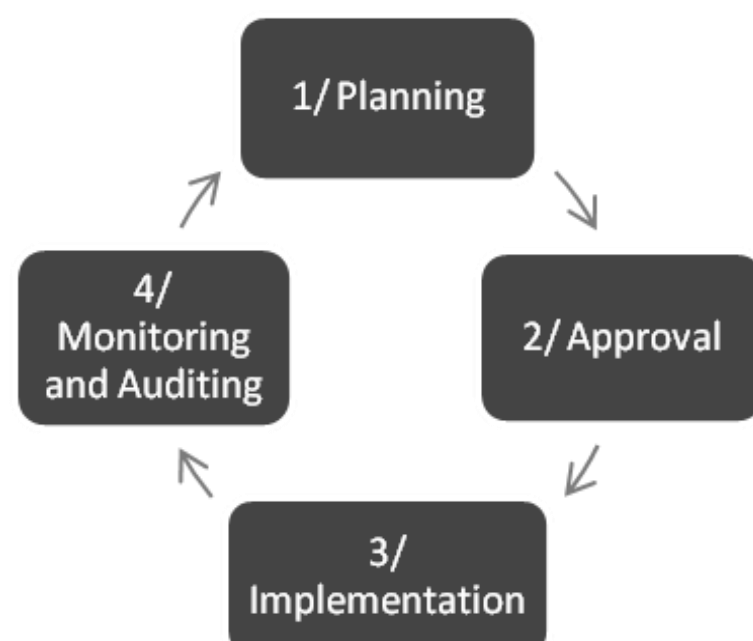 1/ Planning
2/ Approval
3/
Implementation
4/
Monitoring
and Auditing